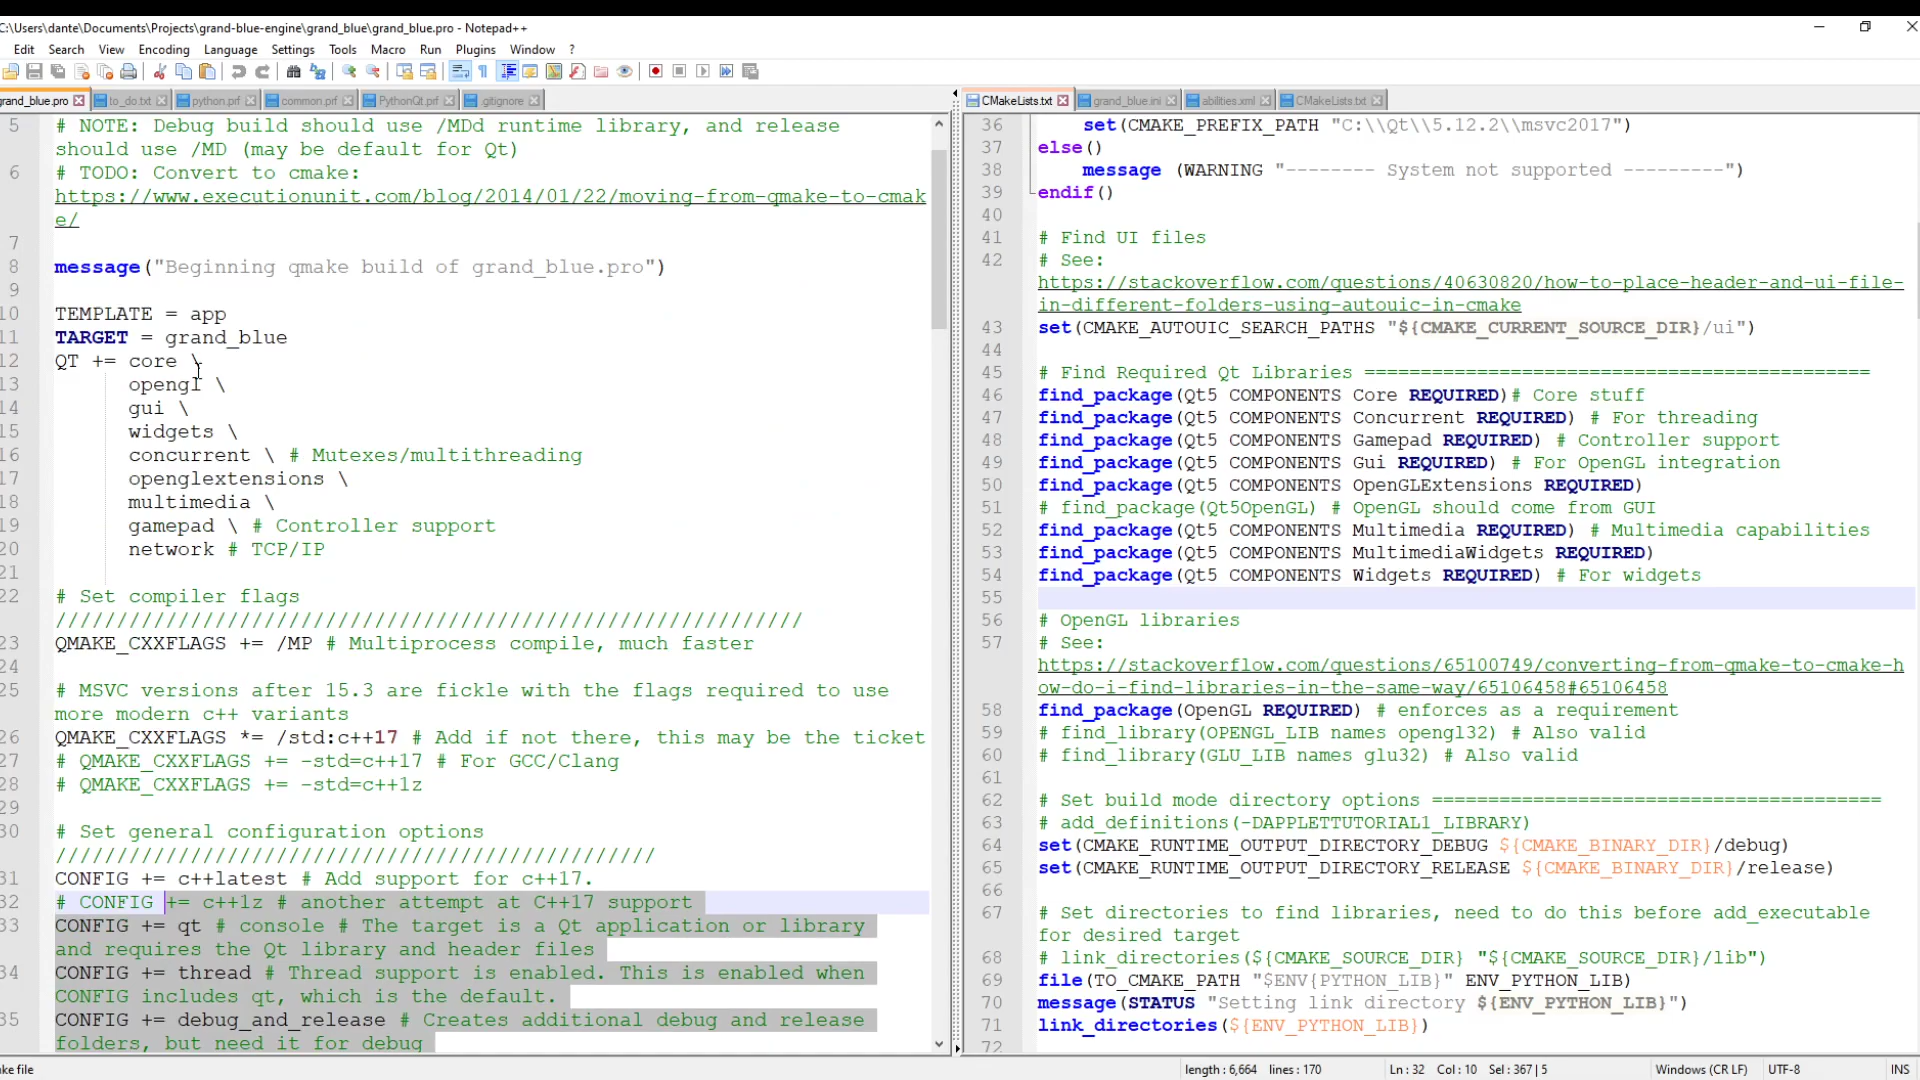 C:\Users\dante\Documents\Projects\grand-blue-engine\grand_blue\grand_blue.pro - Notepad++
Edit Search View Encoding Language Settings Tools Macro Run Plugins Window ?
grand_blue.pro to_do.txt python.prf common.prf PythonQt.prf .gitignore
5 # NOTE: Debug build should use /MDd runtime library, and release
should use /MD (may be default for Qt)
6 # TODO: Convert to cmake:
https://www.executionunit.com/blog/2014/01/22/moving-from-qmake-to-cmak
e/
7
8 message("Beginning qmake build of grand_blue.pro")
9
10 TEMPLATE = app
11 TARGET = grand_blue
12 QT += core \
13 opengl \
14 gui \
15 widgets \
16 concurrent \ # Mutexes/multithreading
17 openglextensions \
18 multimedia \
19 gamepad \ # Controller support
20 network # TCP/IP
21
22 # Set compiler flags
/////////////////////////////////////////////////////////////
23 QMAKE_CXXFLAGS += /MP # Multiprocess compile, much faster
24
25 # MSVC versions after 15.3 are fickle with the flags required to use
more modern c++ variants
26 QMAKE_CXXFLAGS *= /std:c++17 # Add if not there, this may be the ticket
27 # QMAKE_CXXFLAGS += -std=c++17 # For GCC/Clang
28 # QMAKE_CXXFLAGS += -std=c++1z
29
30 # Set general configuration options
/////////////////////////////////////////////////
31 CONFIG += c++latest # Add support for c++17.
32 # CONFIG += c++1z # another attempt at C++17 support
33 CONFIG += qt # console # The target is a Qt application or library
and requires the Qt library and header files
34 CONFIG += thread # Thread support is enabled. This is enabled when
CONFIG includes qt, which is the default.
35 CONFIG += debug_and_release # Creates additional debug and release
folders, but need it for debug
CMakeLists.txt grand_blue.ini abilities.xml CMakeLists.txt
36 set(CMAKE_PREFIX_PATH "C:\\Qt\\5.12.2\\msvc2017")
37 else()
38 message (WARNING "-------- System not supported ---------")
39 endif()
40
41 # Find UI files
42 # See:
https://stackoverflow.com/questions/40630820/how-to-place-header-and-ui-file-
in-different-folders-using-autouic-in-cmake
43 set(CMAKE_AUTOUIC_SEARCH_PATHS "${CMAKE_CURRENT_SOURCE_DIR}/ui")
44
45 # Find Required Qt Libraries =============================================
46 find_package(Qt5 COMPONENTS Core REQUIRED)# Core stuff
47 find_package(Qt5 COMPONENTS Concurrent REQUIRED) # For threading
48 find_package(Qt5 COMPONENTS Gamepad REQUIRED) # Controller support
49 find_package(Qt5 COMPONENTS Gui REQUIRED) # For OpenGL integration
50 find_package(Qt5 COMPONENTS OpenGLExtensions REQUIRED)
51 # find_package(Qt5OpenGL) # OpenGL should come from GUI
52 find_package(Qt5 COMPONENTS Multimedia REQUIRED) # Multimedia capabilities
53 find_package(Qt5 COMPONENTS MultimediaWidgets REQUIRED)
54 find_package(Qt5 COMPONENTS Widgets REQUIRED) # For widgets
55
56 # OpenGL libraries
57 # See:
https://stackoverflow.com/questions/65100749/converting-from-qmake-to-cmake-h
ow-do-i-find-libraries-in-the-same-way/65106458#65106458
58 find_package(OpenGL REQUIRED) # enforces as a requirement
59 # find_library(OPENGL_LIB names opengl32) # Also valid
60 # find_library(GLU_LIB names glu32) # Also valid
61
62 # Set build mode directory options ========================================
63 # add_definitions(-DAPPLETTUTORIAL1_LIBRARY)
64 set(CMAKE_RUNTIME_OUTPUT_DIRECTORY_DEBUG ${CMAKE_BINARY_DIR}/debug)
65 set(CMAKE_RUNTIME_OUTPUT_DIRECTORY_RELEASE ${CMAKE_BINARY_DIR}/release)
66
67 # Set directories to find libraries, need to do this before add_executable
for desired target
68 # link_directories(${CMAKE_SOURCE_DIR} "${CMAKE_SOURCE_DIR}/lib")
69 file(TO_CMAKE_PATH "$ENV{PYTHON_LIB}" ENV_PYTHON_LIB)
70 message(STATUS "Setting link directory ${ENV_PYTHON_LIB}")
71 link_directories(${ENV_PYTHON_LIB})
72
ke file length : 6,664 lines : 170 Ln : 32 Col : 10 Sel : 367 | 5 Windows (CR LF) UTF-8 INS